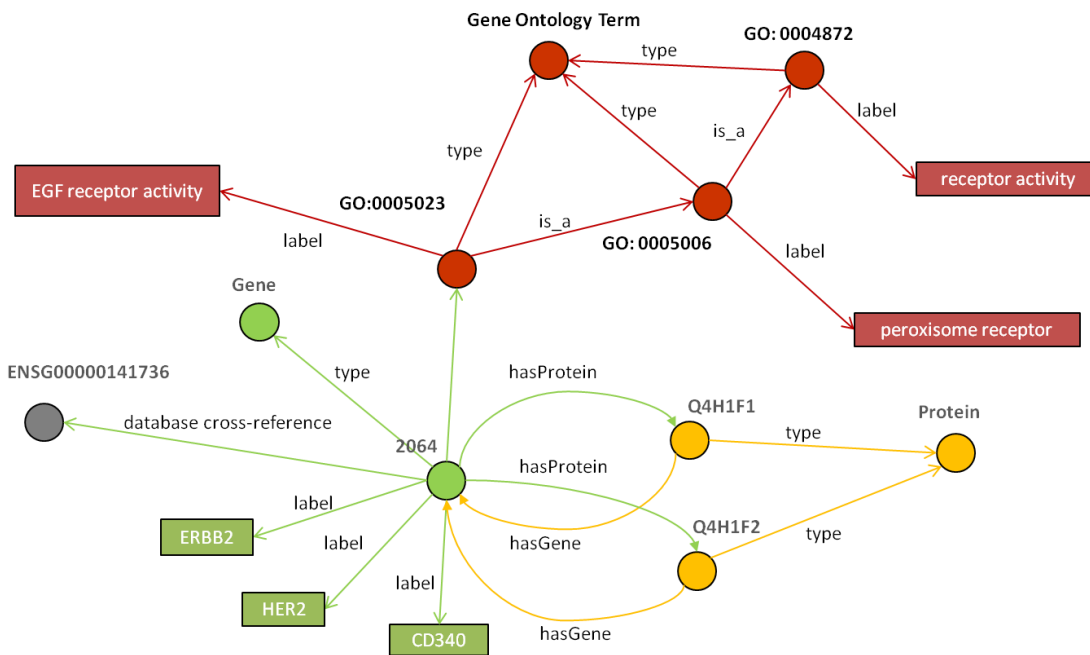 Gene Ontology Term
GO: 0004872
type
type
label
is_a
type
EGF receptor activity
receptor activity
GO:0005023
is_a
label
GO: 0005006
label
Gene
peroxisome receptor
ENSG00000141736
type
hasProtein
Q4H1F1
Protein
database cross-reference
type
2064
hasProtein
label
Q4H1F2
ERBB2
label
hasGene
type
label
HER2
hasGene
CD340